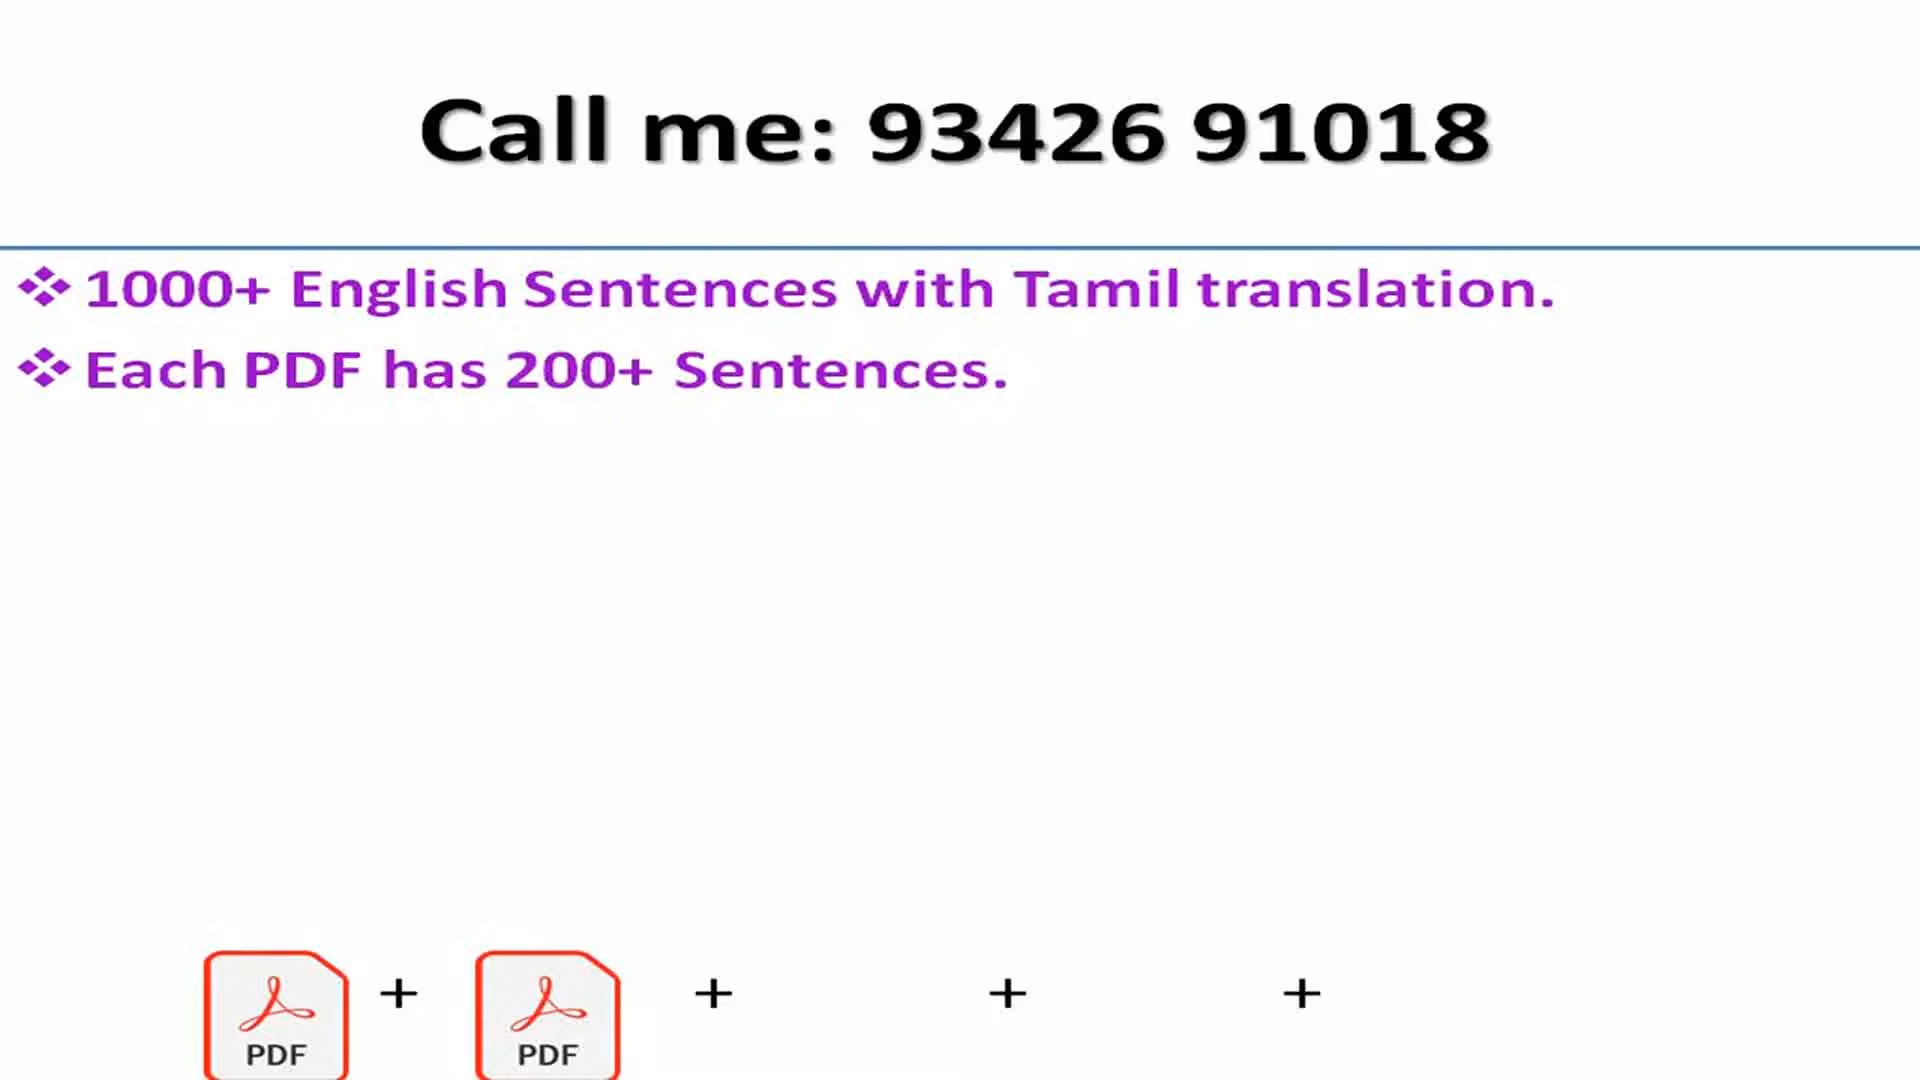 Call me: 93426 91018
❖ 1000+ English Sentences with Tamil translation.
❖ Each PDF has 200+ Sentences.
PDF + PDF + + +